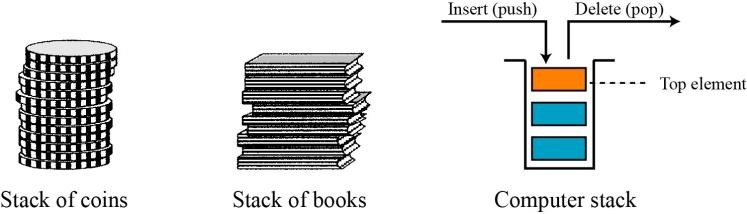 Insert (push)
Delete (pop)
Top element
Stack of coins
Stack of books
Computer stack